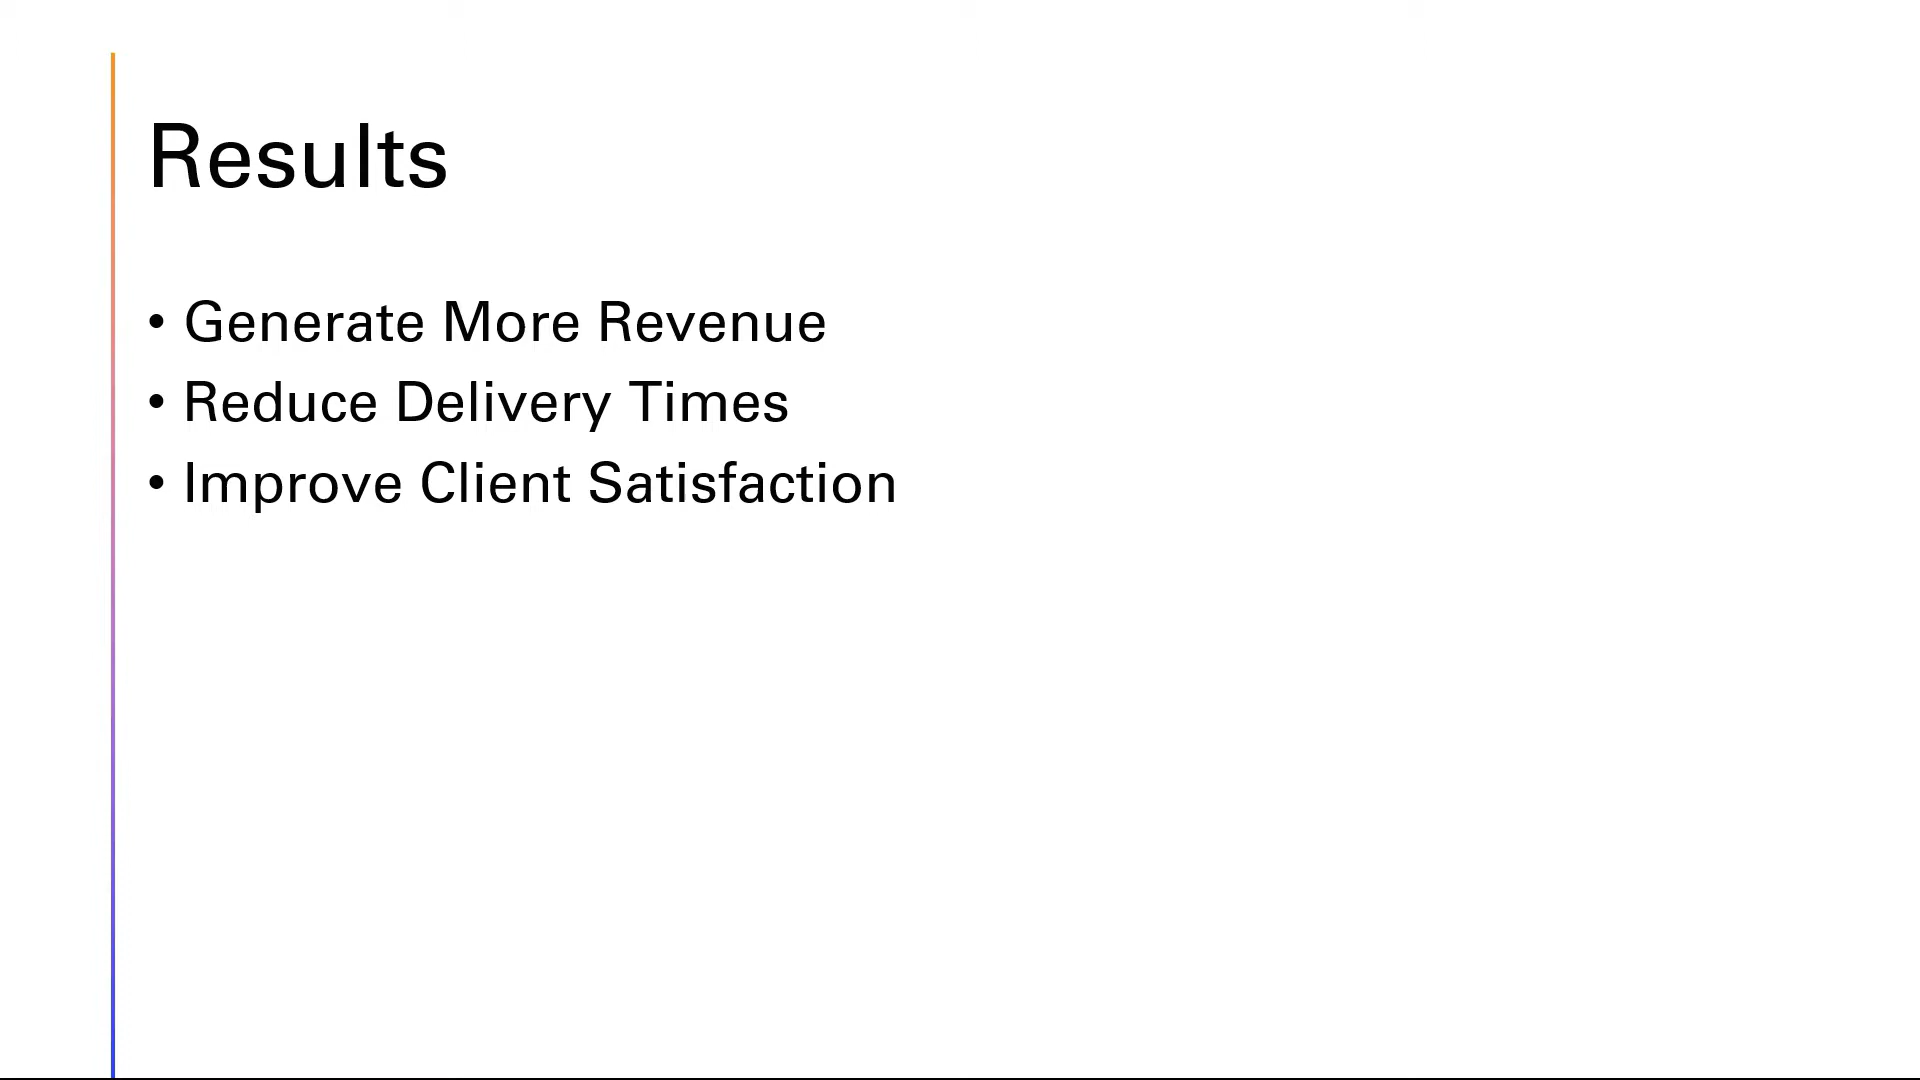 Results
• Generate More Revenue
• Reduce Delivery Times
• Improve Client Satisfaction